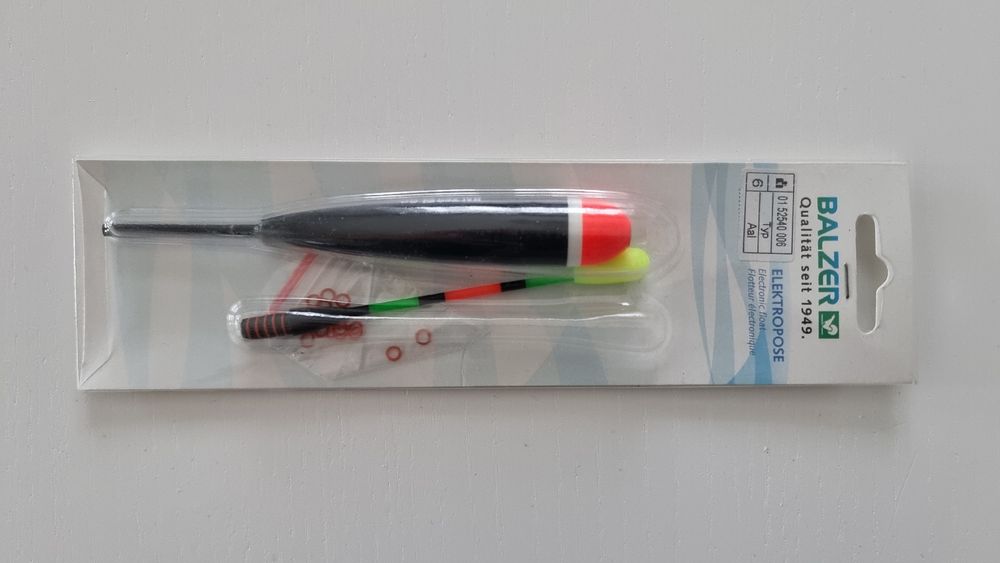 BALZER
Qualität seit 1949.
ELEKTROPOSE
Electronic float
Flotteur électronique
01 52540 006
Typ
Aal
6